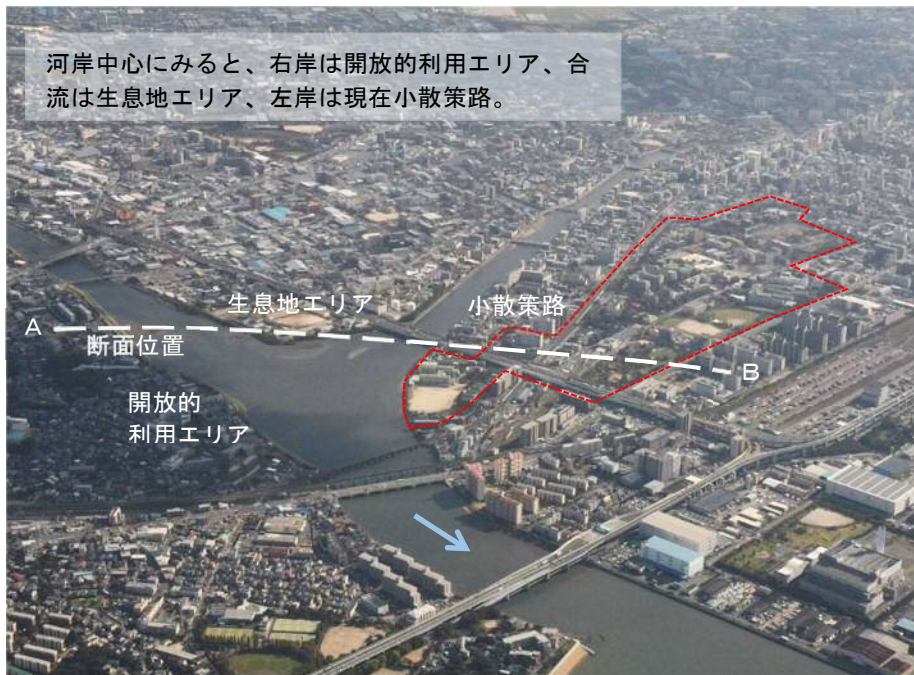 河岸中心にみると、右岸は開放的利用エリア、合
流は生息地エリア、左岸は現在小散策路。
生息地エリア
小散策路
A
断面位置
B
開放的
利用エリア